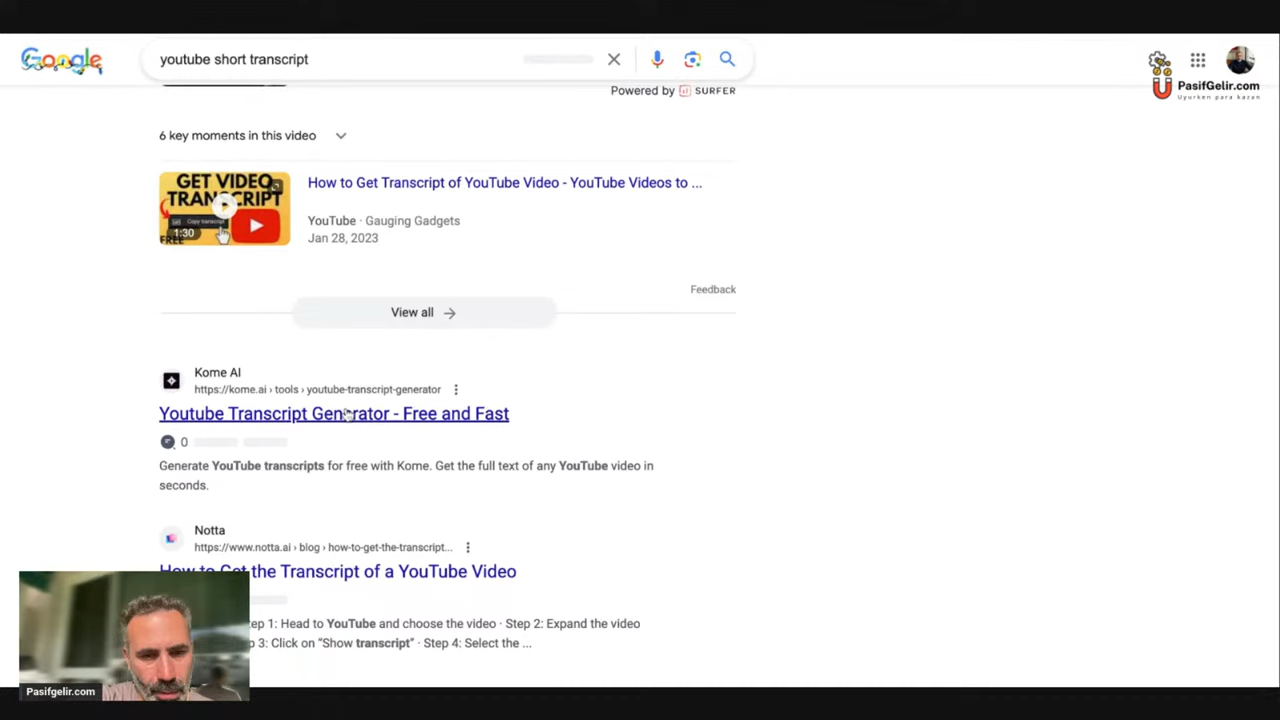 Google
youtube short transcript
PasifGelir.com
Uyurken para kazan
Powered by SURFER
6 key moments in this video
GET VIDEO
TRANSCRIPT
Copy transcript
1:30
FREE
How to Get Transcript of YouTube Video - YouTube Videos to ...
YouTube · Gauging Gadgets
Jan 28, 2023
Feedback
View all
Kome AI
https://kome.ai › tools › youtube-transcript-generator
Youtube Transcript Generator - Free and Fast
0
Generate YouTube transcripts for free with Kome. Get the full text of any YouTube video in
seconds.
Notta
https://www.notta.ai › blog › how-to-get-the-transcript...
How to Get the Transcript of a YouTube Video
ep 1: Head to YouTube and choose the video · Step 2: Expand the video
p 3: Click on “Show transcript” · Step 4: Select the ...
Pasifgelir.com